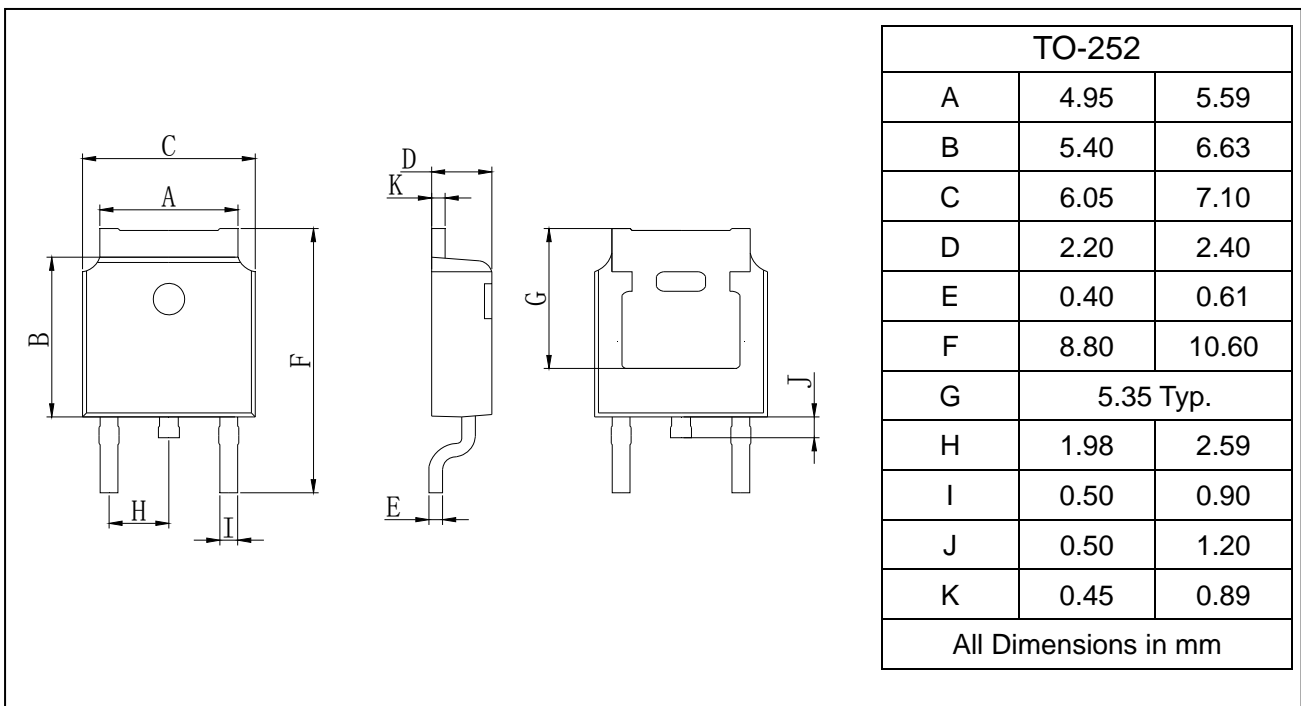 C
A
B
F
H
I
D
K
E
G
J
TO-252
A 4.95 5.59
B 5.40 6.63
C 6.05 7.10
D 2.20 2.40
E 0.40 0.61
F 8.80 10.60
G 5.35 Typ.
H 1.98 2.59
I 0.50 0.90
J 0.50 1.20
K 0.45 0.89
All Dimensions in mm